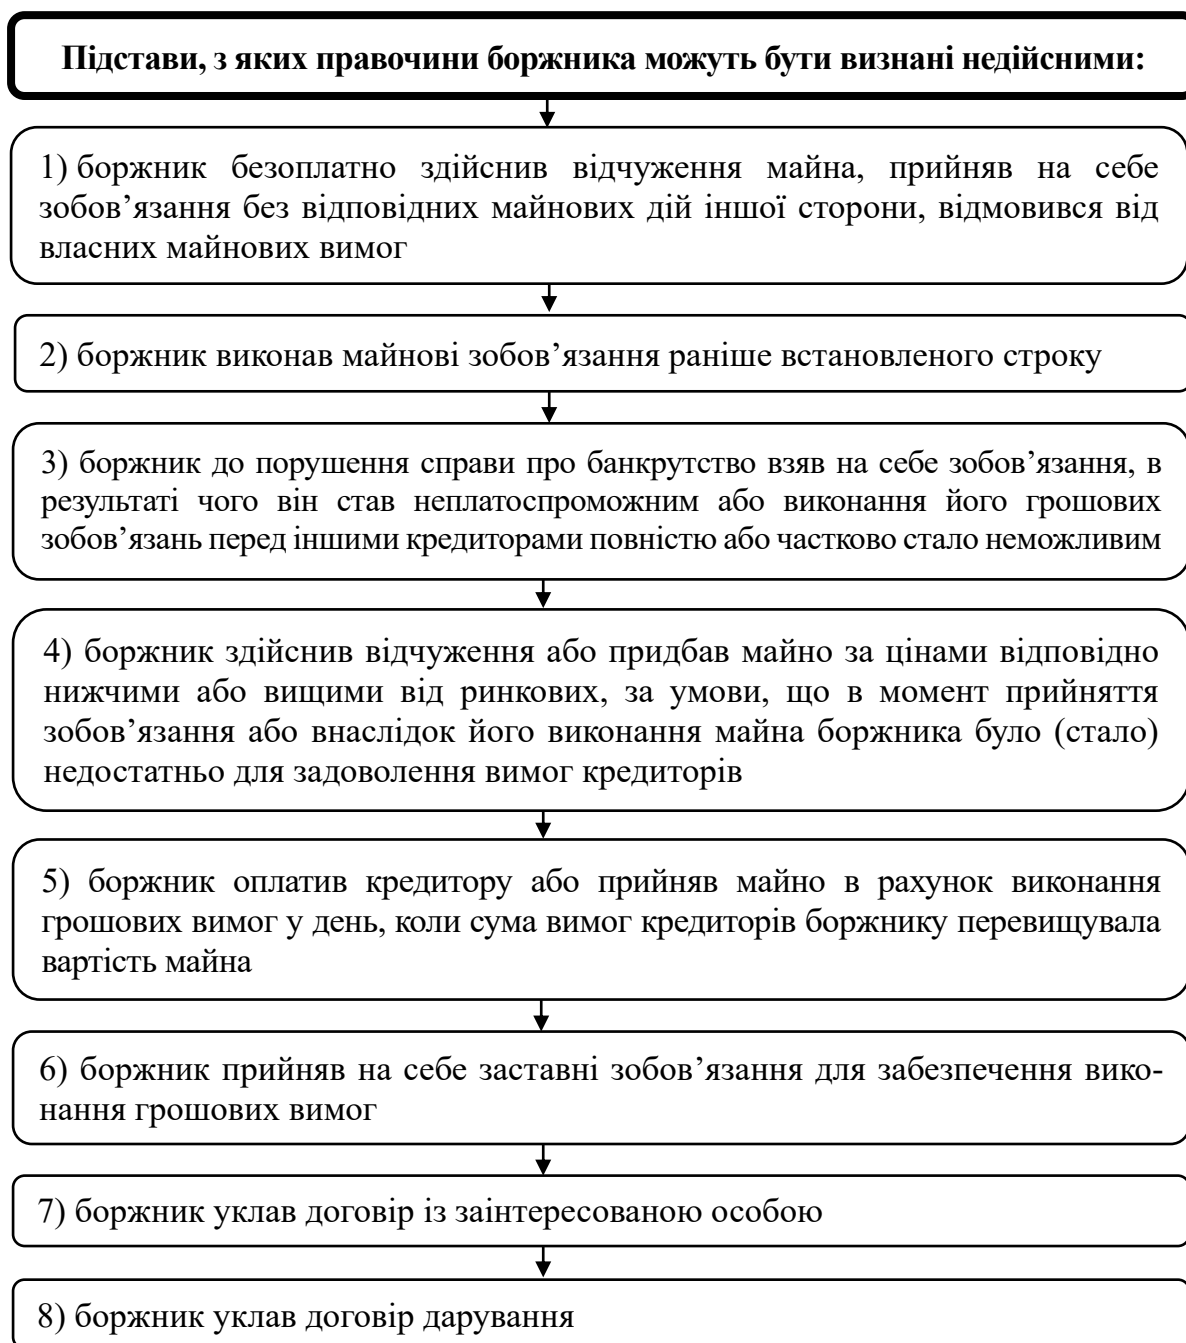 Підстави, з яких правочини боржника можуть бути визнані недійсними:
1) боржник безоплатно здійснив відчуження майна, прийняв на себе
зобов’язання без відповідних майнових дій іншої сторони, відмовився від
власних майнових вимог
2) боржник виконав майнові зобов’язання раніше встановленого строку
3) боржник до порушення справи про банкрутство взяв на себе зобов’язання, в
результаті чого він став неплатоспроможним або виконання його грошових
зобов’язань перед іншими кредиторами повністю або частково стало неможливим
4) боржник здійснив відчуження або придбав майно за цінами відповідно
нижчими або вищими від ринкових, за умови, що в момент прийняття
зобов’язання або внаслідок його виконання майна боржника було (стало)
недостатньо для задоволення вимог кредиторів
5) боржник оплатив кредитору або прийняв майно в рахунок виконання
грошових вимог у день, коли сума вимог кредиторів боржнику перевищувала
вартість майна
6) боржник прийняв на себе заставні зобов’язання для забезпечення вико-
нання грошових вимог
7) боржник уклав договір із заінтересованою особою
8) боржник уклав договір дарування